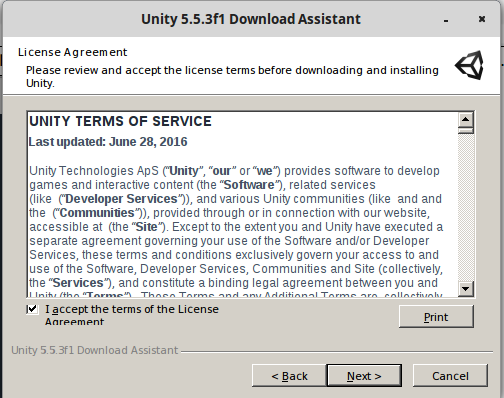 Unity 5.5.3f1 Download Assistant
License Agreement
Please review and accept the license terms before downloading and installing
Unity.
UNITY TERMS OF SERVICE
Last updated: June 28, 2016
Unity Technologies ApS (“Unity”, “our” or “we”) provides software to develop
games and interactive content (the “Software”), related services
(like  (“Developer Services”)), and various Unity communities (like  and and
the  (“Communities”)), provided through or in connection with our website,
accessible at  (the “Site”). Except to the extent you and Unity have executed a
separate agreement governing your use of the Software and/or Developer
Services, these terms and conditions exclusively govern your access to and
use of the Software, Developer Services, Communities and Site (collectively,
the “Services”), and constitute a binding legal agreement between you and
Unity (the “Terms”). These Terms and any Additional Terms are, collectively
I accept the terms of the License
Agreement
Print
Unity 5.5.3f1 Download Assistant
< Back
Next >
Cancel